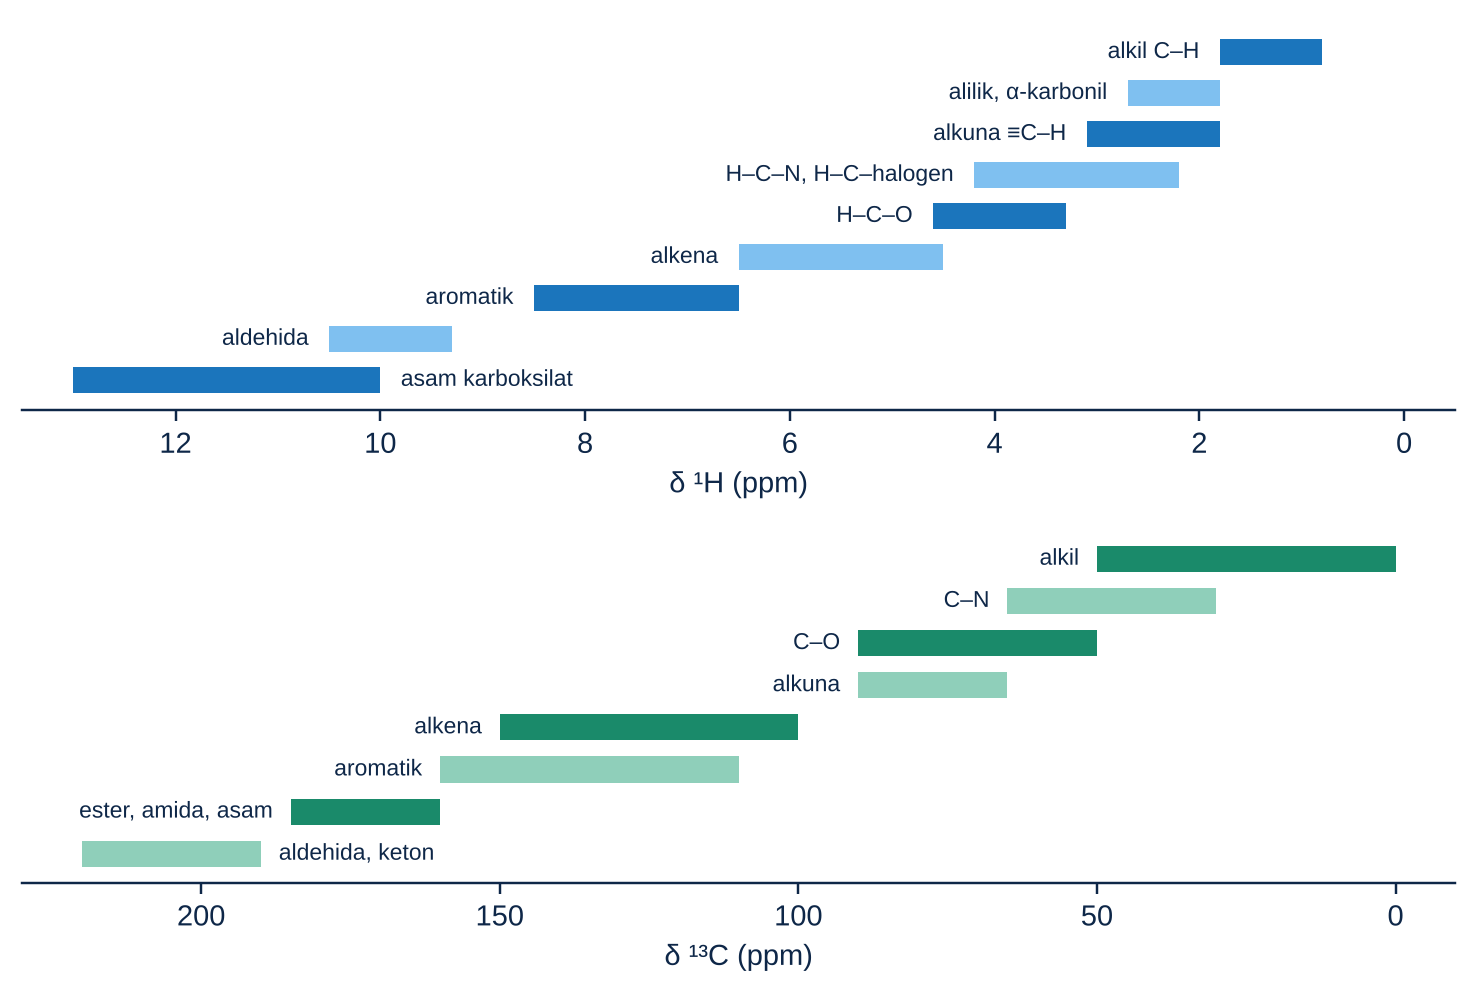 alkil C–H
alilik, α-karbonil
alkuna ≡C–H
H–C–N, H–C–halogen
H–C–O
alkena
aromatik
aldehida
asam karboksilat
12 10 8 6 4 2 0
δ ¹H (ppm)
alkil
C–N
C–O
alkuna
alkena
aromatik
ester, amida, asam
aldehida, keton
200 150 100 50 0
δ ¹³C (ppm)